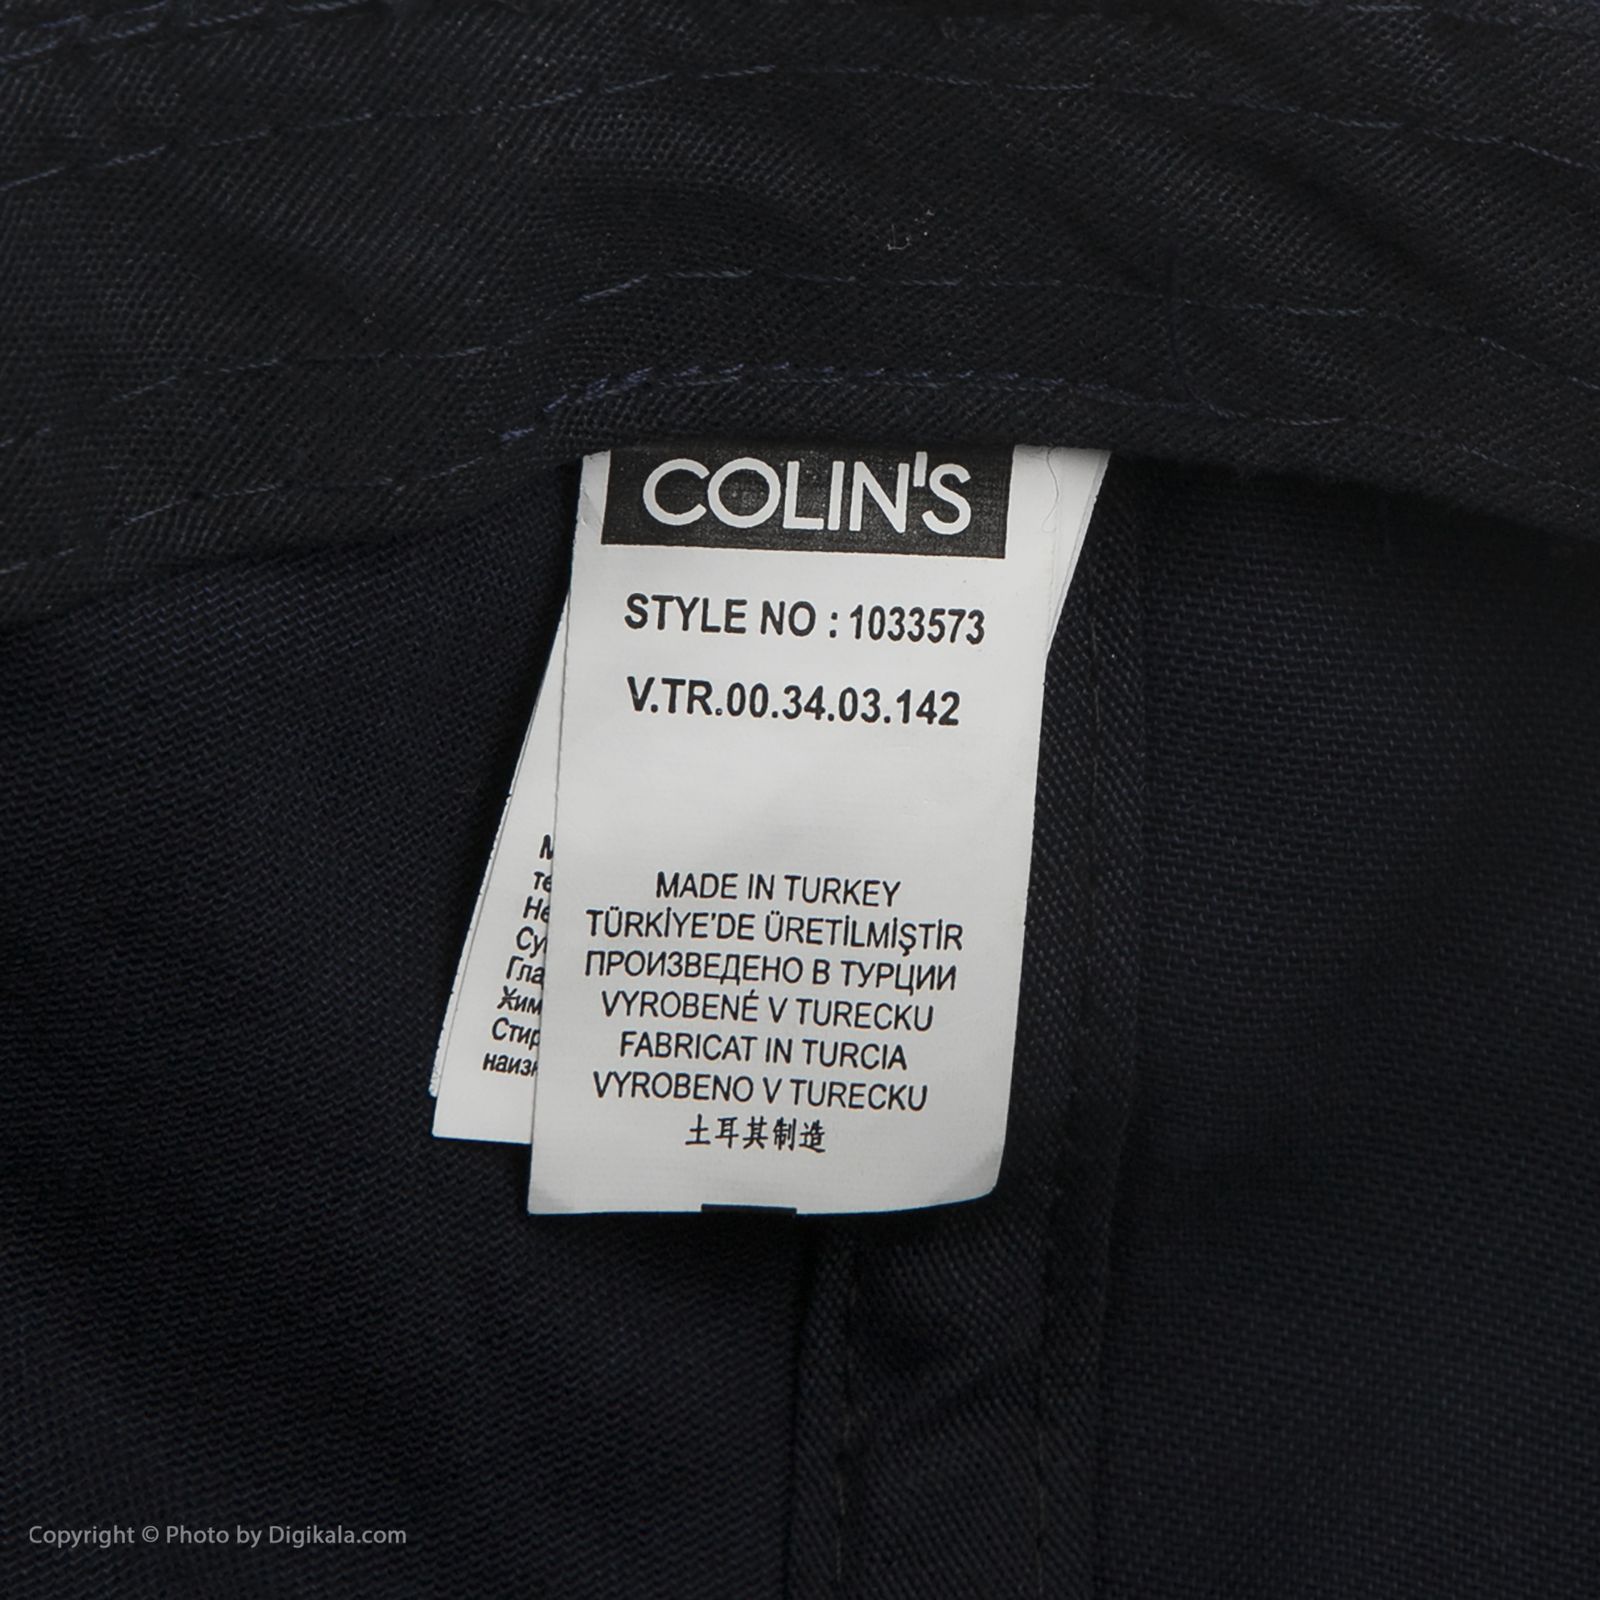 COLIN'S
STYLE NO : 1033573
V.TR.00.34.03.142
MADE IN TURKEY
TÜRKİYE'DE ÜRETİLMİŞTİR
ПРОИЗВЕДЕНО В ТУРЦИИ
VYROBENÉ V TURECKU
FABRICAT IN TURCIA
VYROBENO V TURECKU
土耳其制造
Copyright © Photo by Digikala.com